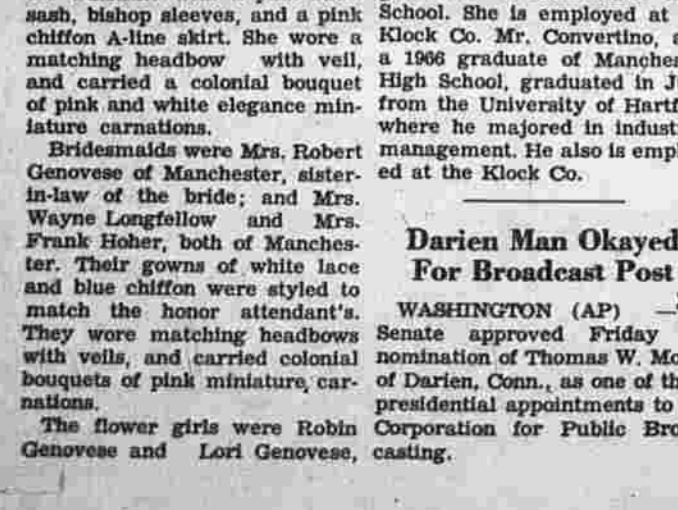 sash, bishop sleeves, and a pink
chiffon A-line skirt. She wore a
matching headbow with veil,
and carried a colonial bouquet
of pink and white elegance min-
iature carnations.
Bridesmaids were Mrs. Robert
Genovese of Manchester, sister-
in-law of the bride; and Mrs.
Wayne Longfellow and Mrs.
Frank Hoher, both of Manches-
ter. Their gowns of white lace
and blue chiffon were styled to
match the honor attendant's.
They wore matching headbows
with veils, and carried colonial
bouquets of pink miniature car-
nations.
The flower girls were Robin
Genovese and Lori Genovese,
School. She is employed at
Klock Co. Mr. Convertino, a
a 1966 graduate of Manches
High School, graduated in J
from the University of Hartf
where he majored in industr
management. He also is empl
ed at the Klock Co.
Darien Man Okayed
For Broadcast Post
WASHINGTON (AP) —
Senate approved Friday
nomination of Thomas W. Mo
of Darien, Conn., as one of th
presidential appointments to
Corporation for Public Bro
casting.